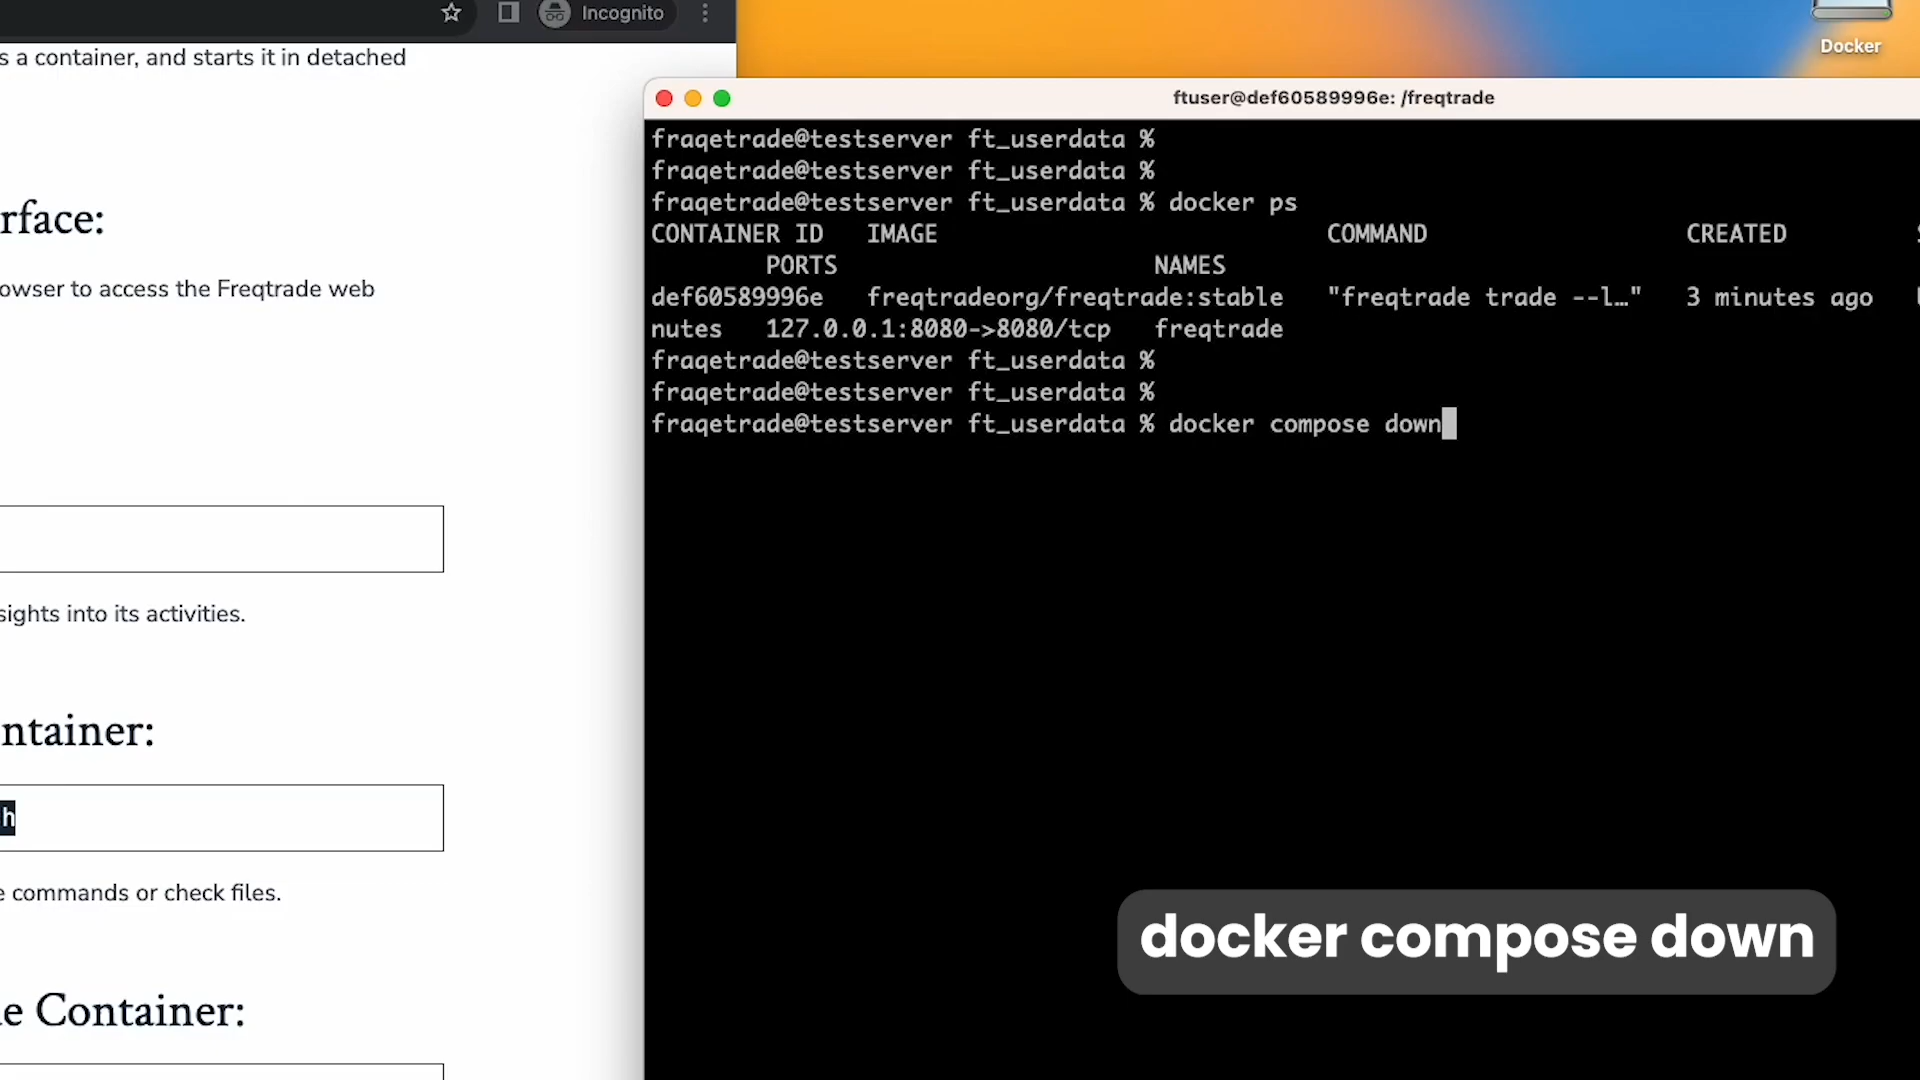 Incognito
s a container, and starts it in detached
rface:
owser to access the Freqtrade web
sights into its activities.
ntainer:
h
e commands or check files.
e Container:
Docker
ftuser@def60589996e: /freqtrade
fraqetrade@testserver ft_userdata %
fraqetrade@testserver ft_userdata %
fraqetrade@testserver ft_userdata % docker ps
CONTAINER ID   IMAGE   COMMAND   CREATED
PORTS   NAMES
def60589996e   freqtradeorg/freqtrade:stable   "freqtrade trade --l…"   3 minutes ago
nutes   127.0.0.1:8080->8080/tcp   freqtrade
fraqetrade@testserver ft_userdata %
fraqetrade@testserver ft_userdata %
fraqetrade@testserver ft_userdata % docker compose down
docker compose down